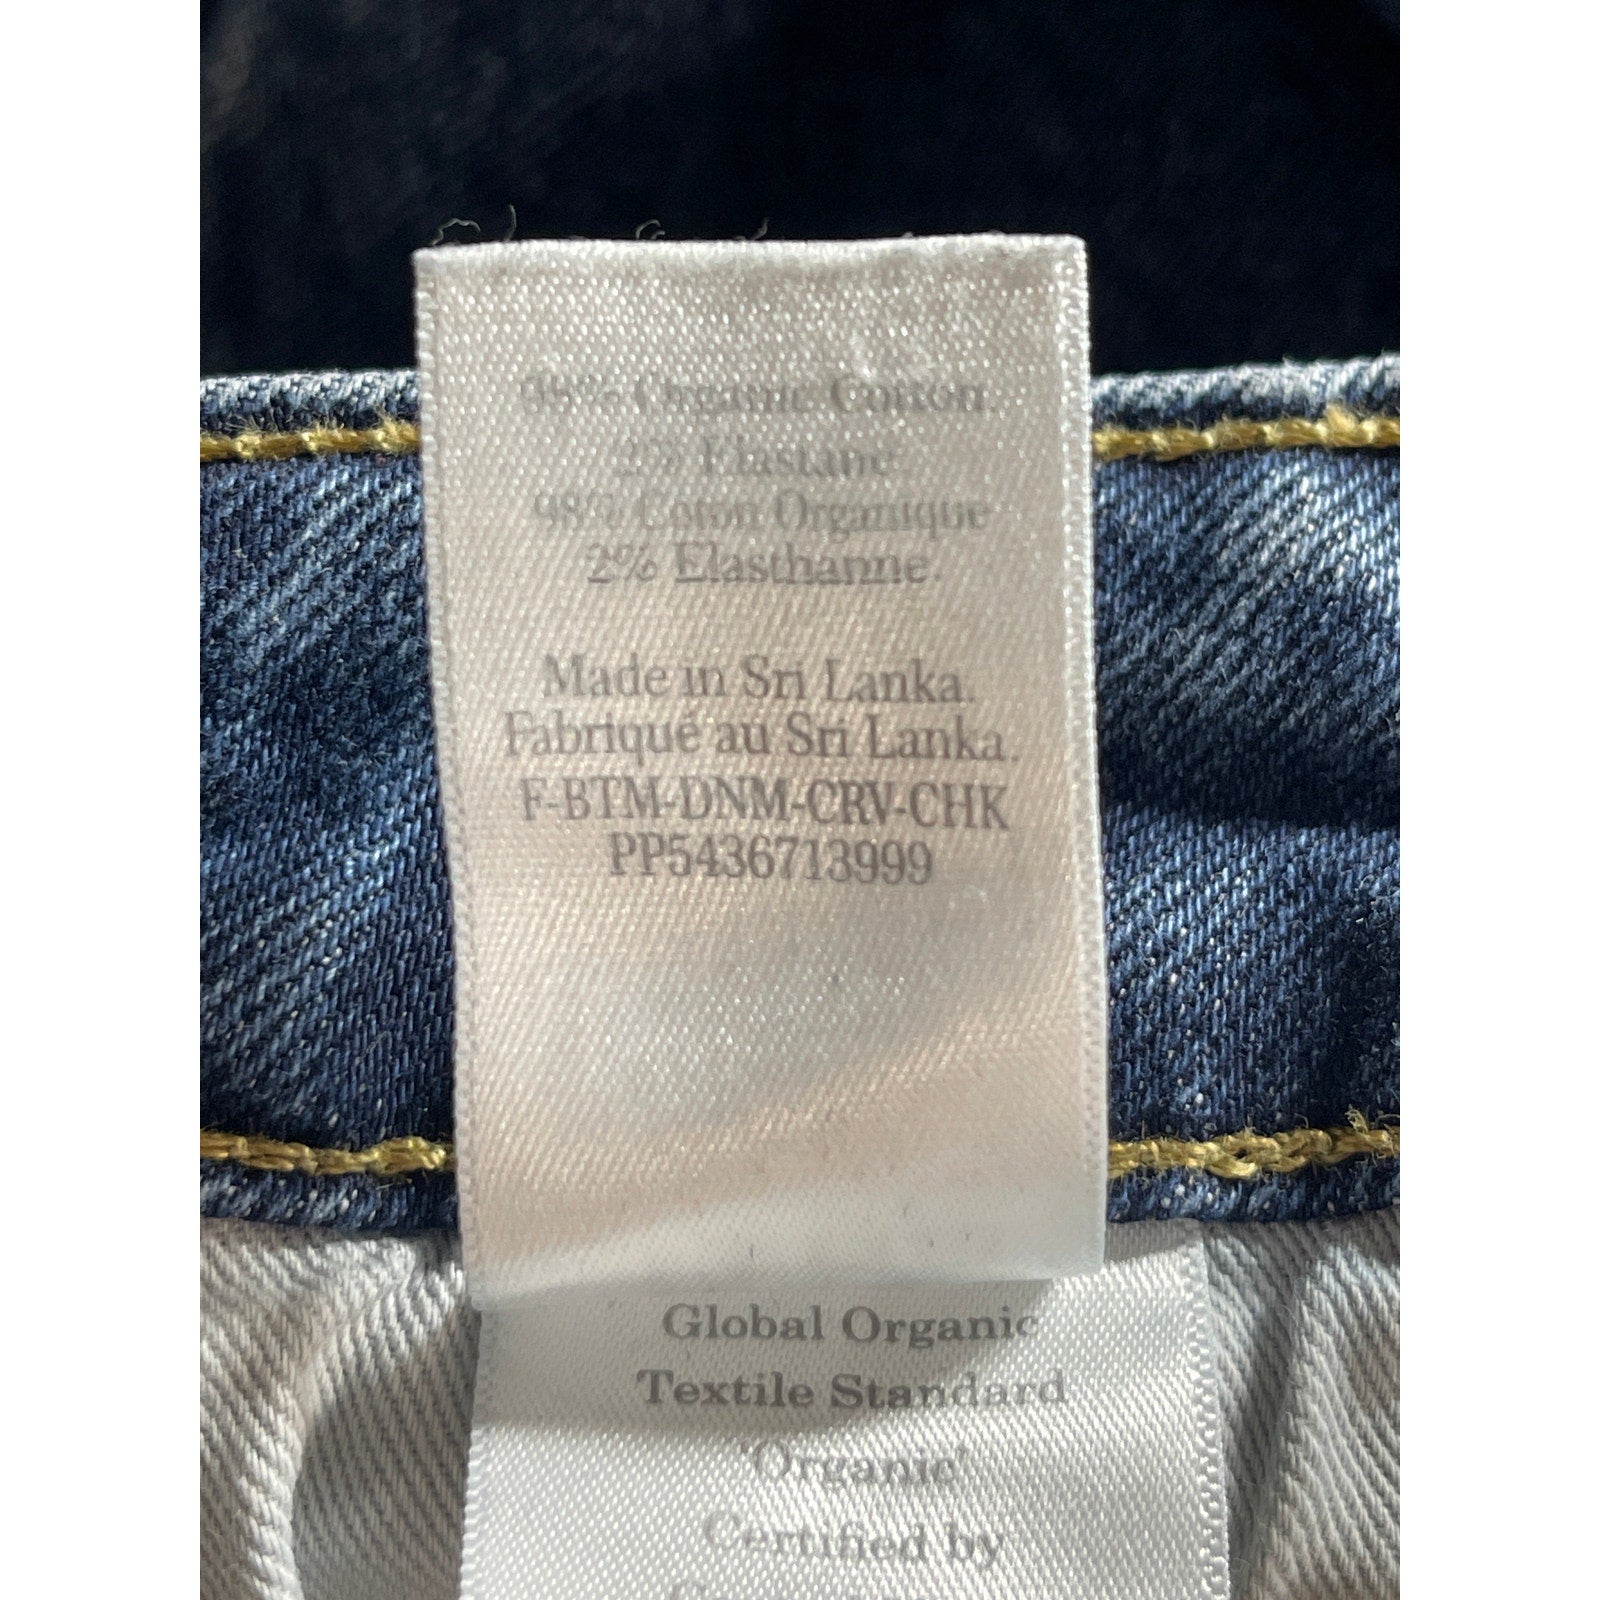 98% Organic Cotton.
2% Elastane
98% Coton Organique
2% Elasthanne.
Made in Sri Lanka.
Fabriqué au Sri Lanka.
F-BTM-DNM-CRV-CHK
PP5436713999
Global Organic
Textile Standard
'Organic'
Certified by